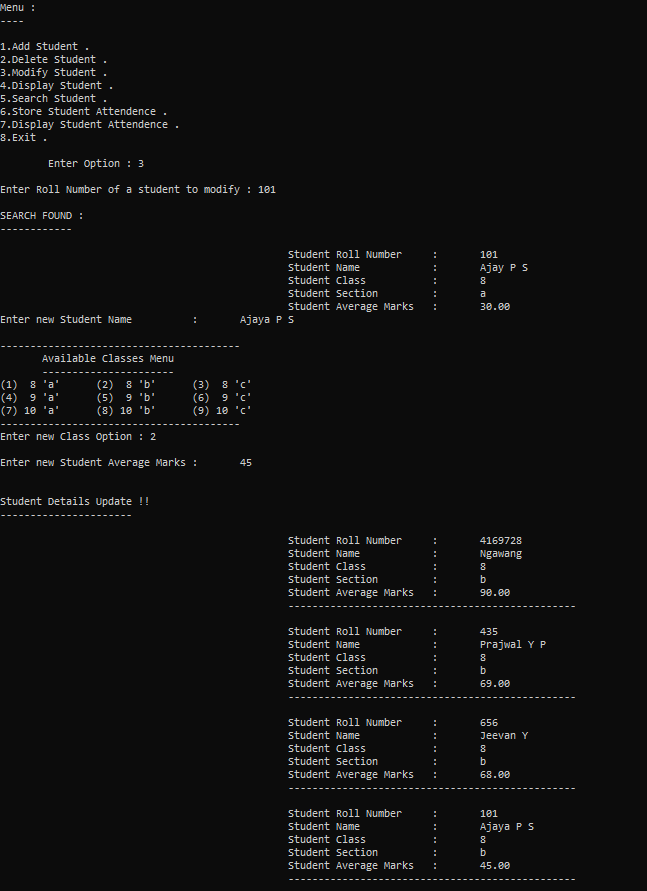 Menu :
----
1.Add Student .
2.Delete Student .
3.Modify Student .
4.Display Student .
5.Search Student .
6.Store Student Attendence .
7.Display Student Attendence .
8.Exit .
Enter Option : 3
Enter Roll Number of a student to modify : 101
SEARCH FOUND :
------------
Student Roll Number : 101
Student Name : Ajay P S
Student Class : 8
Student Section : a
Student Average Marks : 30.00
Enter new Student Name : Ajaya P S
----------------------------------------
Available Classes Menu
----------------------
(1) 8 'a' (2) 8 'b' (3) 8 'c'
(4) 9 'a' (5) 9 'b' (6) 9 'c'
(7) 10 'a' (8) 10 'b' (9) 10 'c'
----------------------------------------
Enter new Class Option : 2
Enter new Student Average Marks : 45
Student Details Update !!
----------------------
Student Roll Number : 4169728
Student Name : Ngawang
Student Class : 8
Student Section : b
Student Average Marks : 90.00
------------------------------------------------
Student Roll Number : 435
Student Name : Prajwal Y P
Student Class : 8
Student Section : b
Student Average Marks : 69.00
------------------------------------------------
Student Roll Number : 656
Student Name : Jeevan Y
Student Class : 8
Student Section : b
Student Average Marks : 68.00
------------------------------------------------
Student Roll Number : 101
Student Name : Ajaya P S
Student Class : 8
Student Section : b
Student Average Marks : 45.00
------------------------------------------------